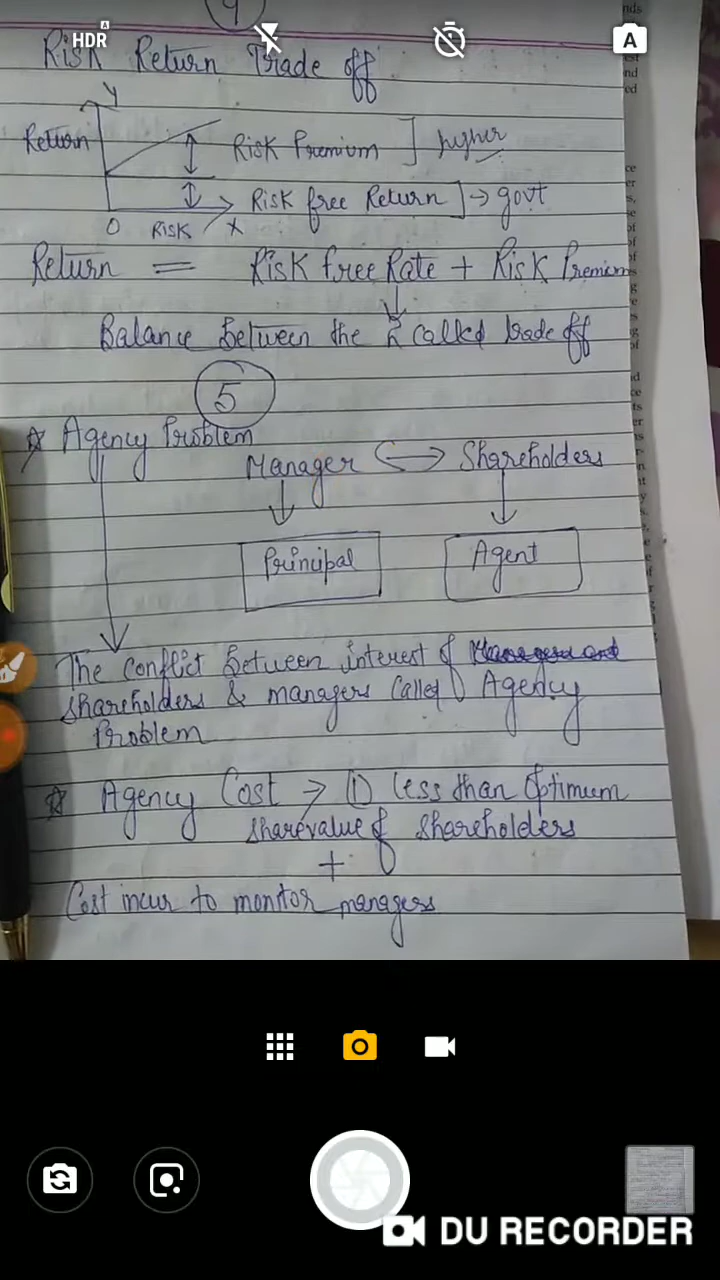 HDR A
A
Risk Return Trade off
Y
Return
Risk Premium ] higher
Risk free Return ] → govt
O Risk X
Return = Risk free Rate + Risk Premium
Balance between the 2 called trade off
5
☆ Agency Problem
Manager ↔ Shareholders
Principal Agent
The conflict between interest of
shareholders & managers called Agency
Problem
☆ Agency Cost → ① less than Optimum
sharevalue of shareholders
+
Cost incur to monitor managers
DU RECORDER